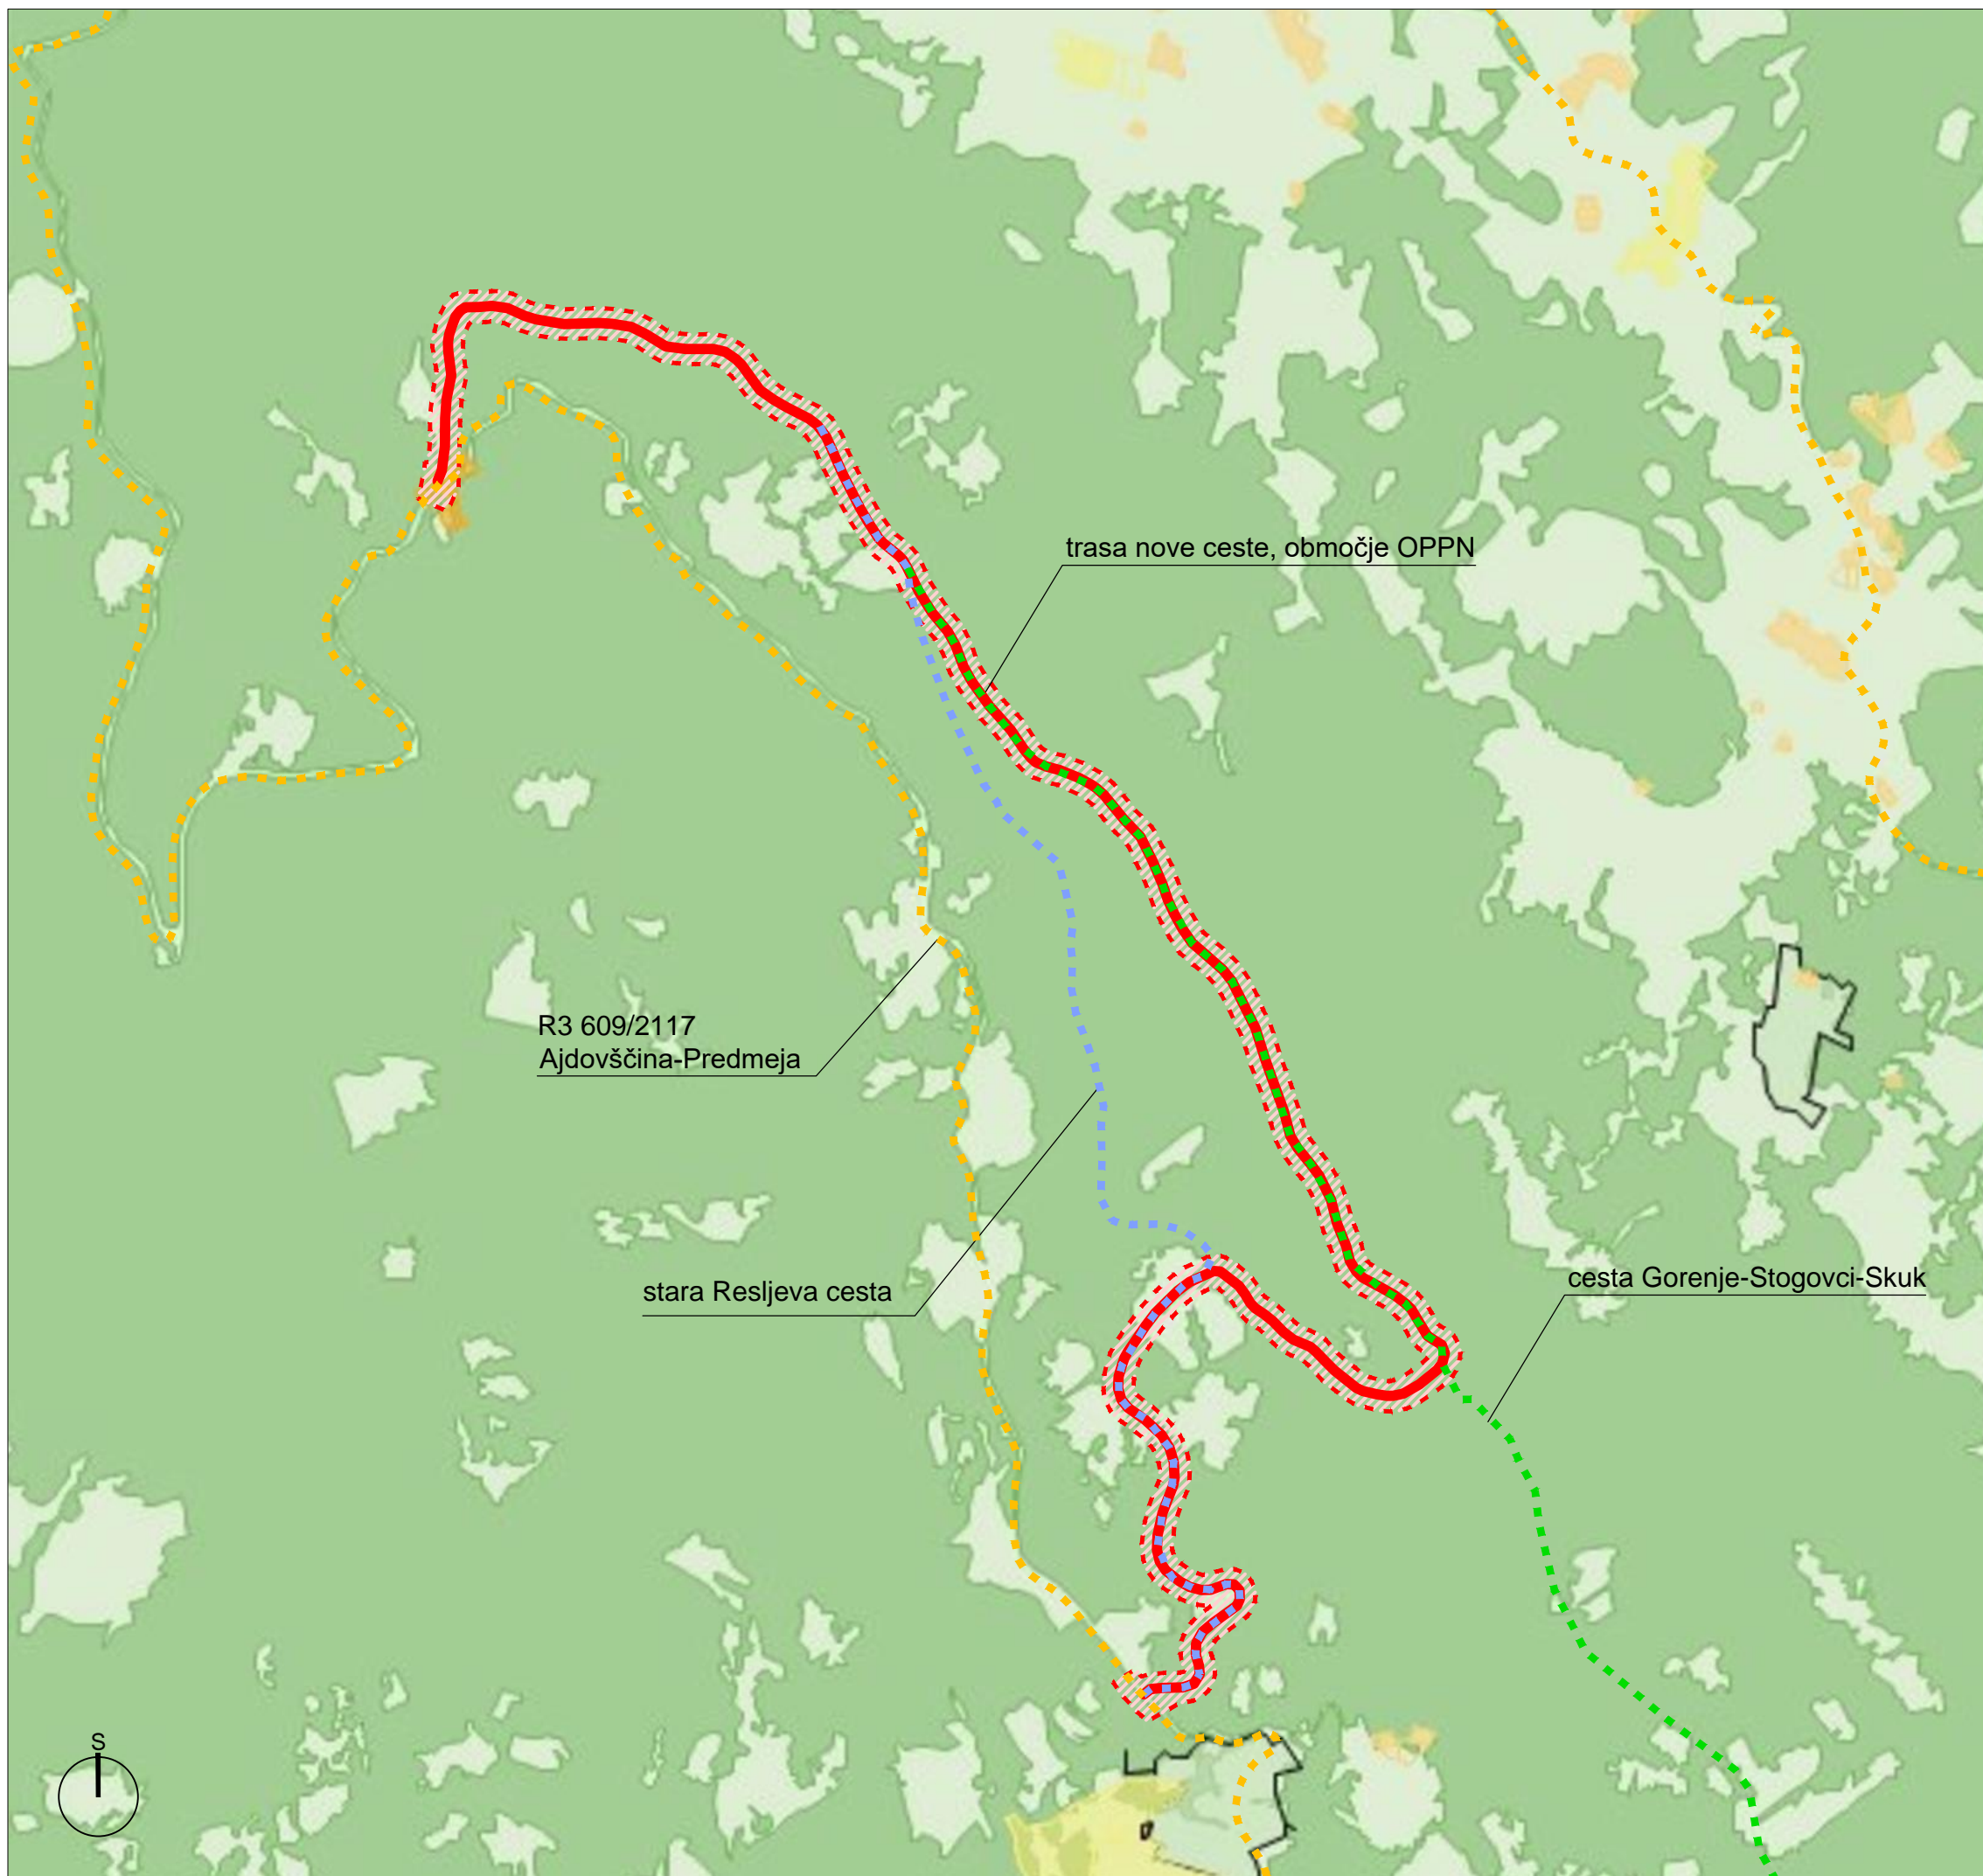 trasa nove ceste, območje OPPN
R3 609/2117
Ajdovščina-Predmeja
stara Resljeva cesta
cesta Gorenje-Stogovci-Skuk
S